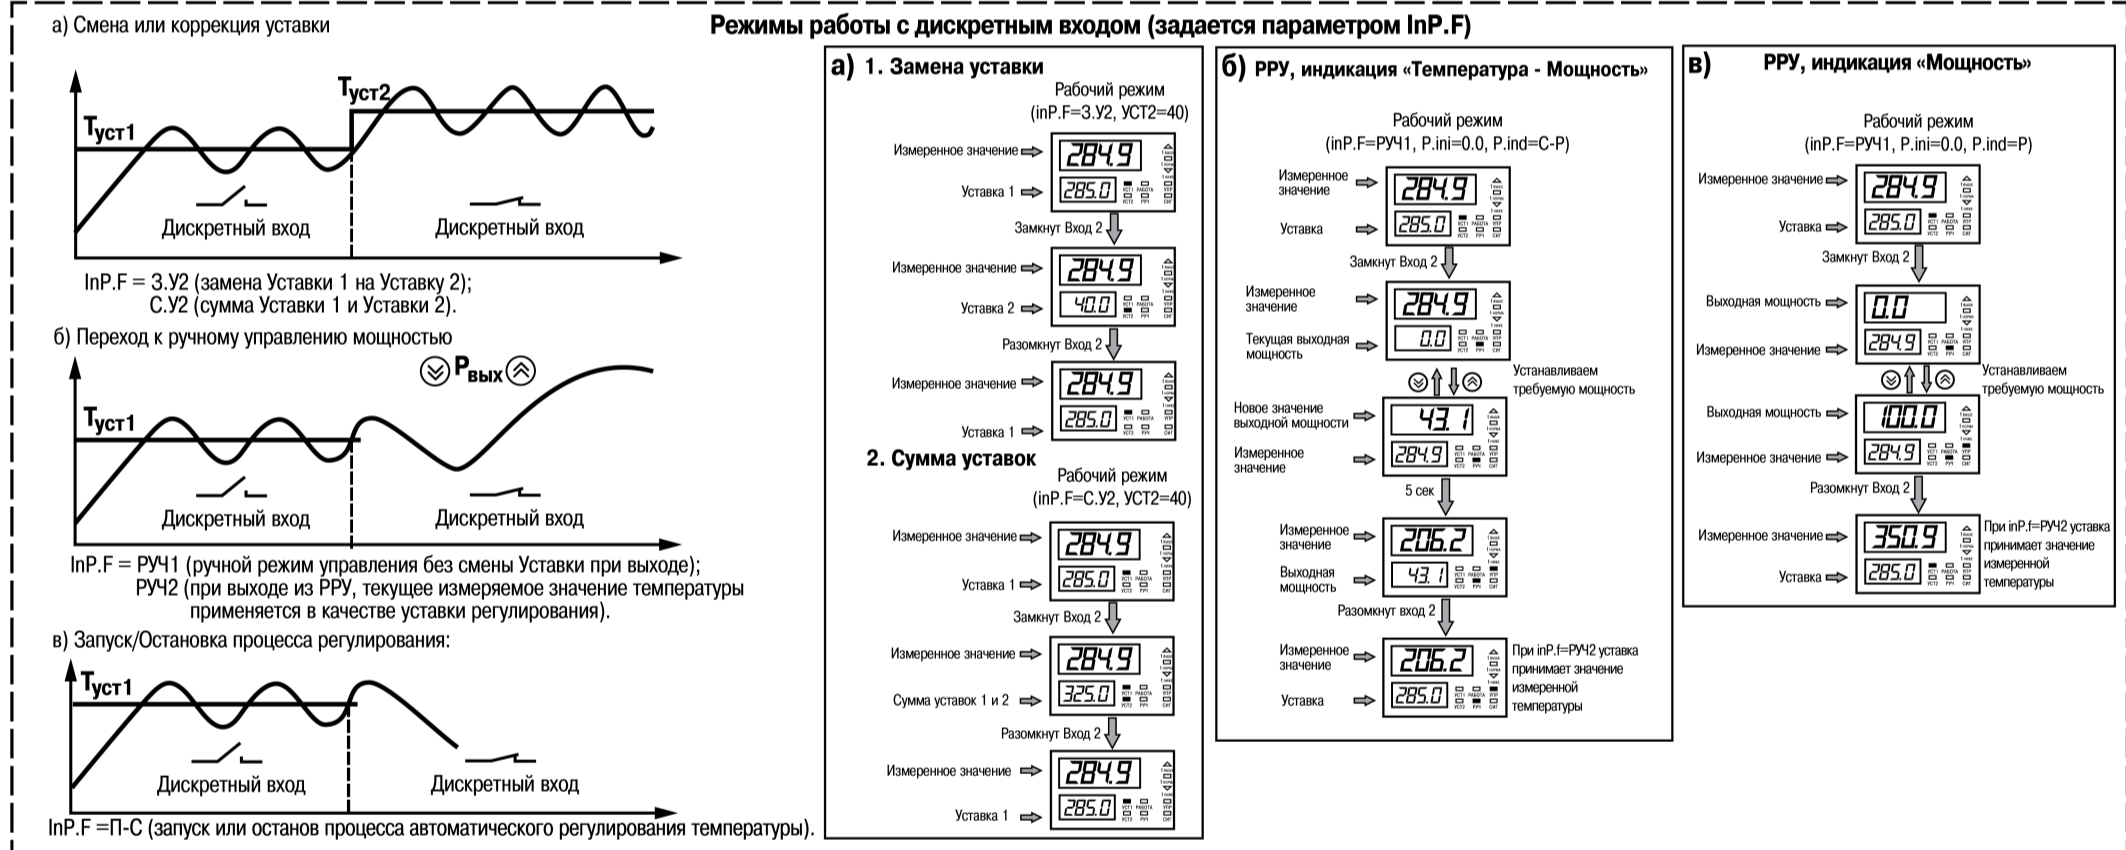 Режимы работы с дискретным входом (задается параметром InP.F)
а) Смена или коррекция уставки
Tуст1
Tуст2
Дискретный вход
Дискретный вход
InP.F = З.У2 (замена Уставки 1 на Уставку 2);
С.У2 (сумма Уставки 1 и Уставки 2).
б) Переход к ручному управлению мощностью
Pвых
Tуст1
Дискретный вход
Дискретный вход
InP.F = РУЧ1 (ручной режим управления без смены Уставки при выходе);
РУЧ2 (при выходе из РРУ, текущее измеряемое значение температуры
применяется в качестве уставки регулирования).
в) Запуск/Остановка процесса регулирования:
Tуст1
Дискретный вход
Дискретный вход
InP.F =П-С (запуск или останов процесса автоматического регулирования температуры).
а) 1. Замена уставки
Рабочий режим
(inP.F=З.У2, УСТ2=40)
Измеренное значение
284.9
Уставка 1
285.0
Замкнут Вход 2
Измеренное значение
284.9
Уставка 2
40.0
Разомкнут Вход 2
Измеренное значение
284.9
Уставка 1
285.0
2. Сумма уставок
Рабочий режим
(inP.F=С.У2, УСТ2=40)
Измеренное значение
284.9
Уставка 1
285.0
Замкнут Вход 2
Измеренное значение
284.9
Сумма уставок 1 и 2
325.0
Разомкнут Вход 2
Измеренное значение
284.9
Уставка 1
285.0
б) РРУ, индикация «Температура - Мощность»
Рабочий режим
(inP.F=РУЧ1, P.ini=0.0, P.ind=C-P)
Измеренное
значение
284.9
Уставка
285.0
Замкнут Вход 2
Измеренное
значение
284.9
Текущая выходная
мощность
0.0
Устанавливаем
требуемую мощность
Новое значение
выходной мощности
43.1
Измеренное
значение
284.9
5 сек
Измеренное
значение
206.2
Выходная
мощность
43.1
Разомкнут вход 2
Измеренное
значение
206.2
Уставка
285.0
При inP.f=РУЧ2 уставка
принимает значение
измеренной
температуры
в) РРУ, индикация «Мощность»
Рабочий режим
(inP.F=РУЧ1, P.ini=0.0, P.ind=P)
Измеренное значение
284.9
Уставка
285.0
Замкнут Вход 2
Выходная мощность
0.0
Измеренное значение
284.9
Устанавливаем
требуемую мощность
Выходная мощность
100.0
Измеренное значение
284.9
Разомкнут Вход 2
Измеренное значение
350.9
Уставка
285.0
При inP.f=РУЧ2 уставка
принимает значение
измеренной
температуры